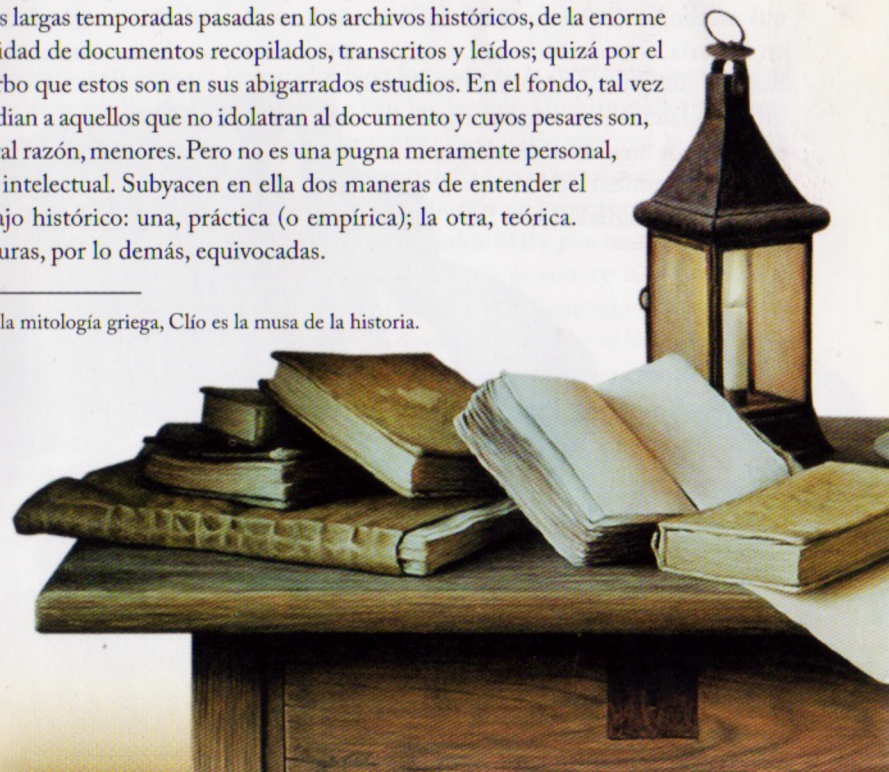 s largas temporadas pasadas en los archivos históricos, de la enorme
idad de documentos recopilados, transcritos y leídos; quizá por el
rbo que estos son en sus abigarrados estudios. En el fondo, tal vez
dian a aquellos que no idolatran al documento y cuyos pesares son,
al razón, menores. Pero no es una pugna meramente personal,
intelectual. Subyacen en ella dos maneras de entender el
ajo histórico: una, práctica (o empírica); la otra, teórica.
uras, por lo demás, equivocadas.
la mitología griega, Clío es la musa de la historia.